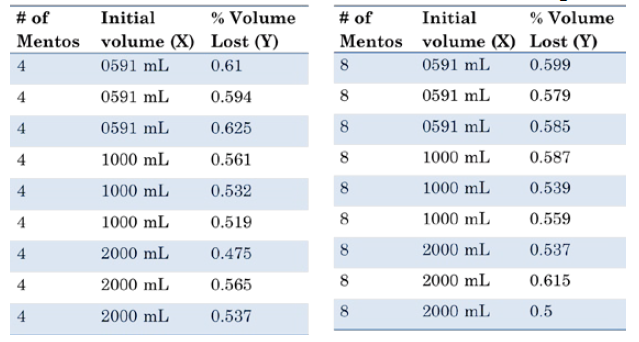 # of Initial % Volume
Mentos volume (X) Lost (Y)
4 0591 mL 0.61
4 0591 mL 0.594
4 0591 mL 0.625
4 1000 mL 0.561
4 1000 mL 0.532
4 1000 mL 0.519
4 2000 mL 0.475
4 2000 mL 0.565
4 2000 mL 0.537
# of Initial % Volume
Mentos volume (X) Lost (Y)
8 0591 mL 0.599
8 0591 mL 0.579
8 0591 mL 0.585
8 1000 mL 0.587
8 1000 mL 0.539
8 1000 mL 0.559
8 2000 mL 0.537
8 2000 mL 0.615
8 2000 mL 0.5